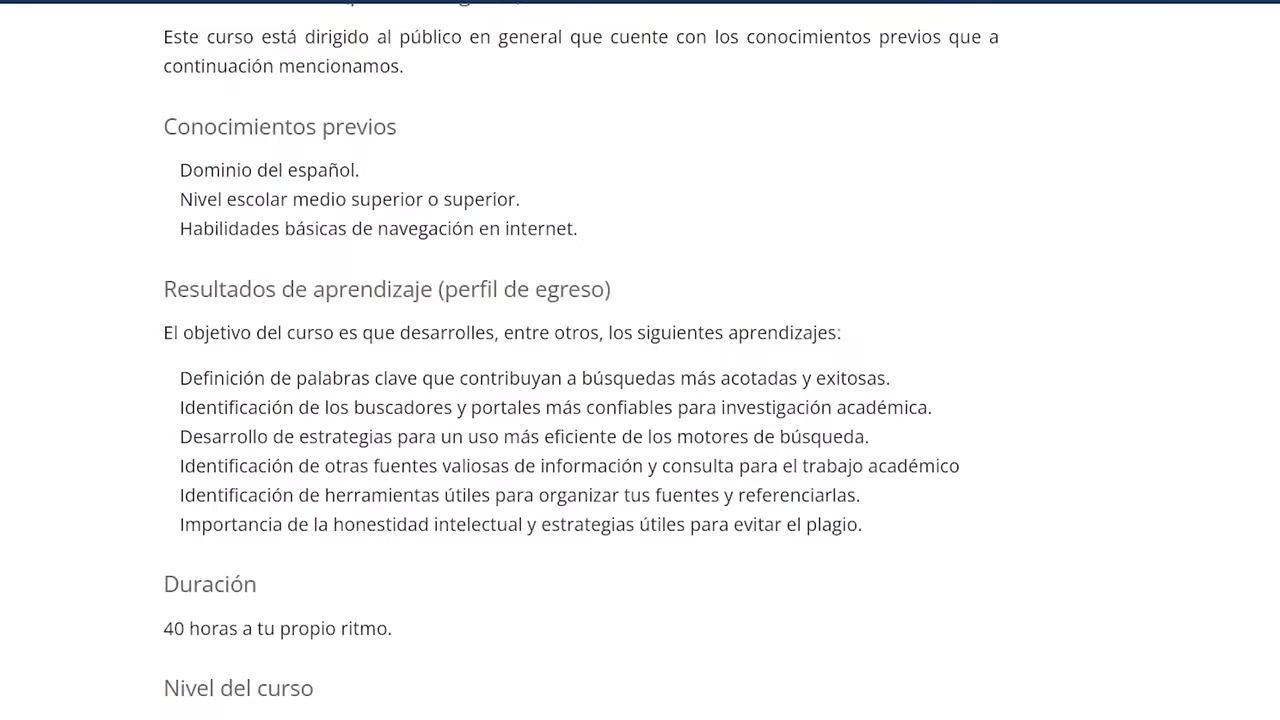 Este curso está dirigido al público en general que cuente con los conocimientos previos que a
continuación mencionamos.
Conocimientos previos
Dominio del español.
Nivel escolar medio superior o superior.
Habilidades básicas de navegación en internet.
Resultados de aprendizaje (perfil de egreso)
El objetivo del curso es que desarrolles, entre otros, los siguientes aprendizajes:
Definición de palabras clave que contribuyan a búsquedas más acotadas y exitosas.
Identificación de los buscadores y portales más confiables para investigación académica.
Desarrollo de estrategias para un uso más eficiente de los motores de búsqueda.
Identificación de otras fuentes valiosas de información y consulta para el trabajo académico
Identificación de herramientas útiles para organizar tus fuentes y referenciarlas.
Importancia de la honestidad intelectual y estrategias útiles para evitar el plagio.
Duración
40 horas a tu propio ritmo.
Nivel del curso